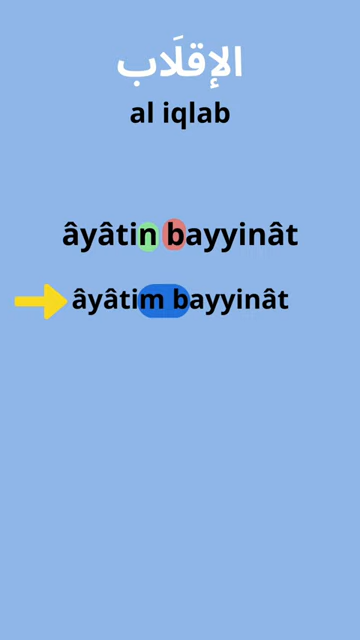 الإقلَاب
al iqlab
âyâtin bayyinât
âyâtim bayyinât